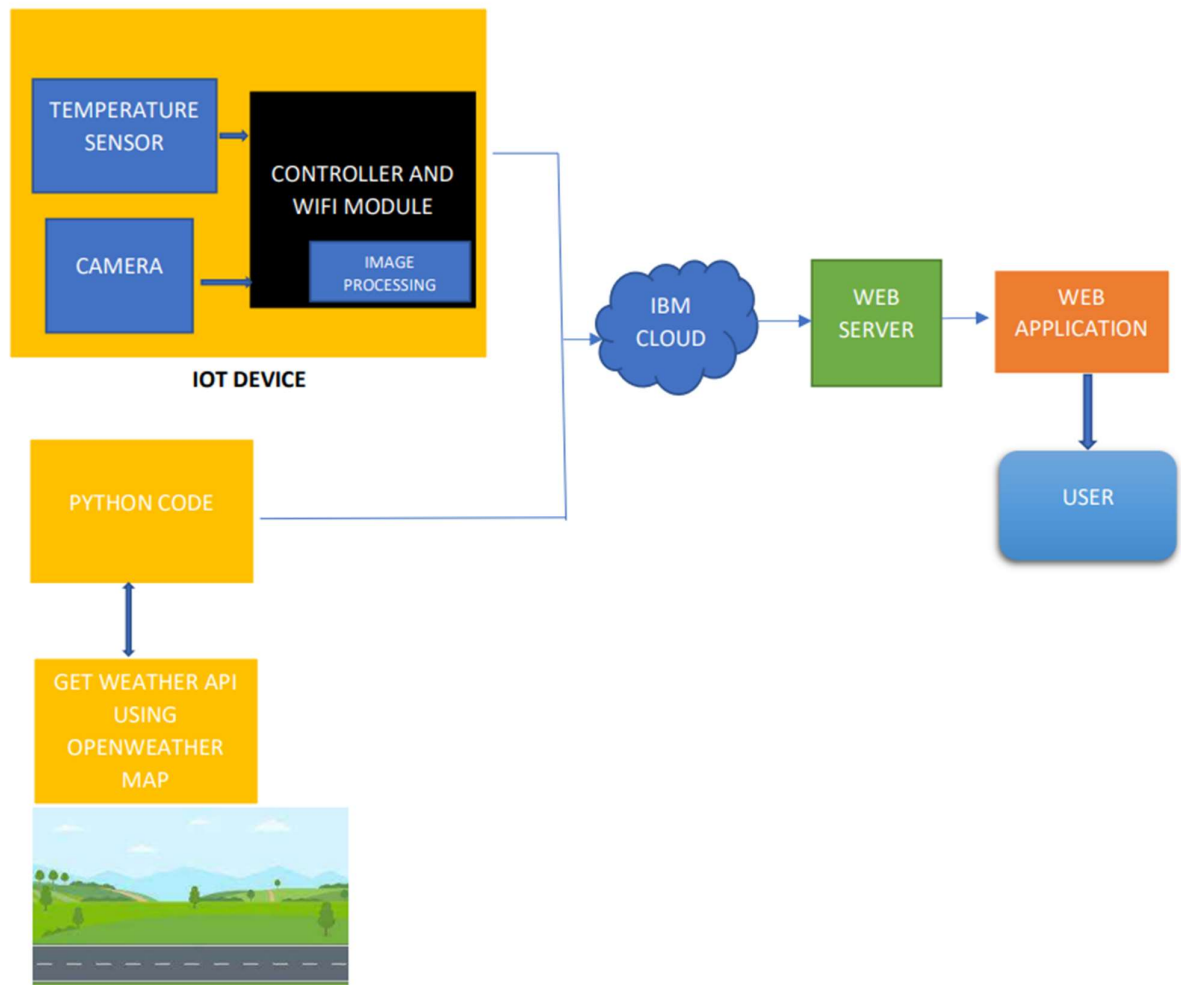 TEMPERATURE
SENSOR
CONTROLLER AND
WIFI MODULE
CAMERA
IMAGE
PROCESSING
IOT DEVICE
IBM
CLOUD
WEB
SERVER
WEB
APPLICATION
USER
PYTHON CODE
GET WEATHER API
USING
OPENWEATHER
MAP